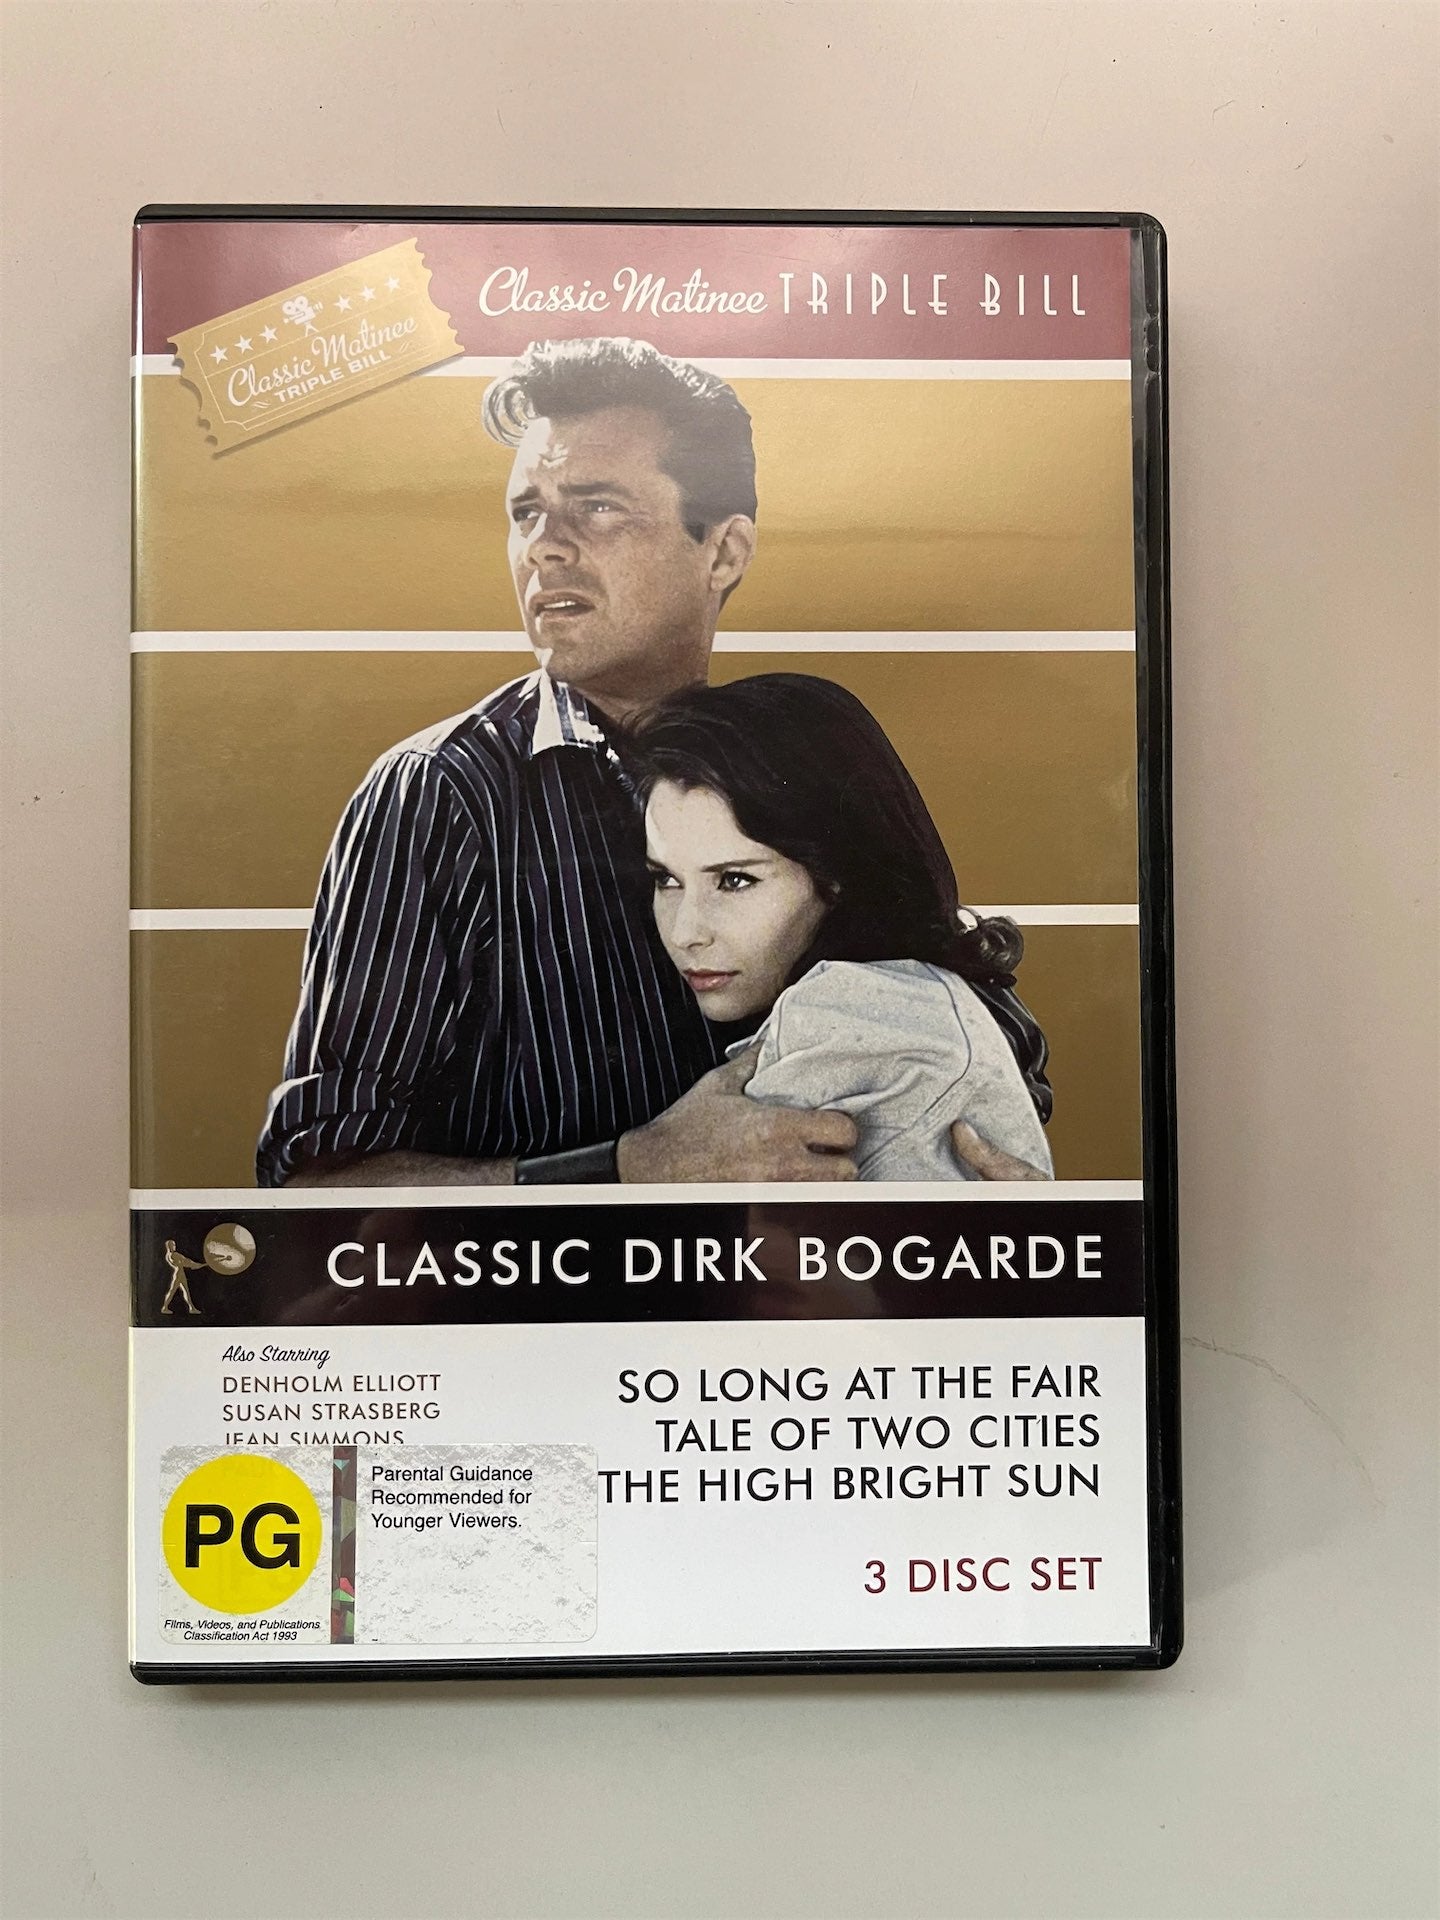 Classic Matinee TRIPLE BILL
Classic Matinee
TRIPLE BILL
CLASSIC DIRK BOGARDE
Also Starring
DENHOLM ELLIOTT
SUSAN STRASBERG
JEAN SIMMONS
SO LONG AT THE FAIR
TALE OF TWO CITIES
THE HIGH BRIGHT SUN
3 DISC SET
PG
Parental Guidance
Recommended for
Younger Viewers.
Films, Videos, and Publications
Classification Act 1993